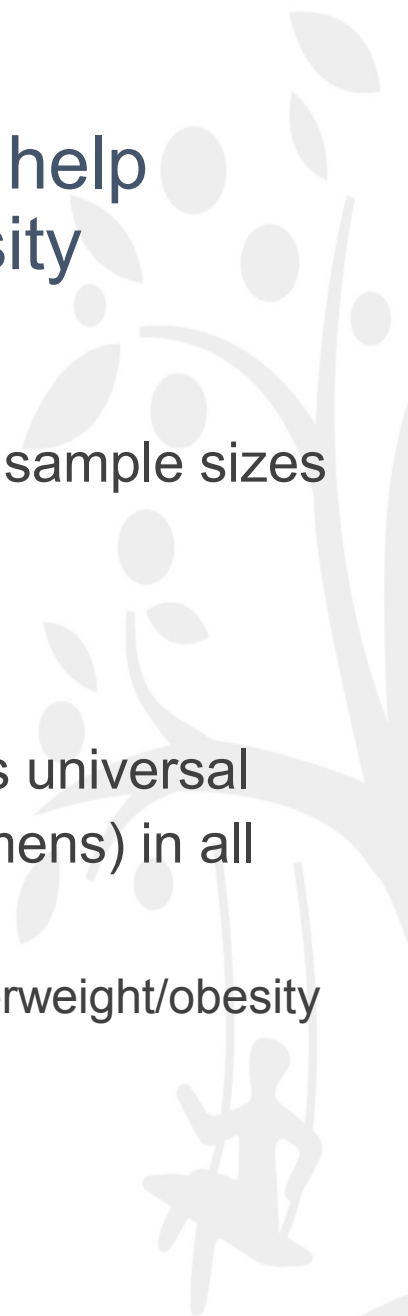 help
sity
sample sizes
s universal
nens) in all
rweight/obesity